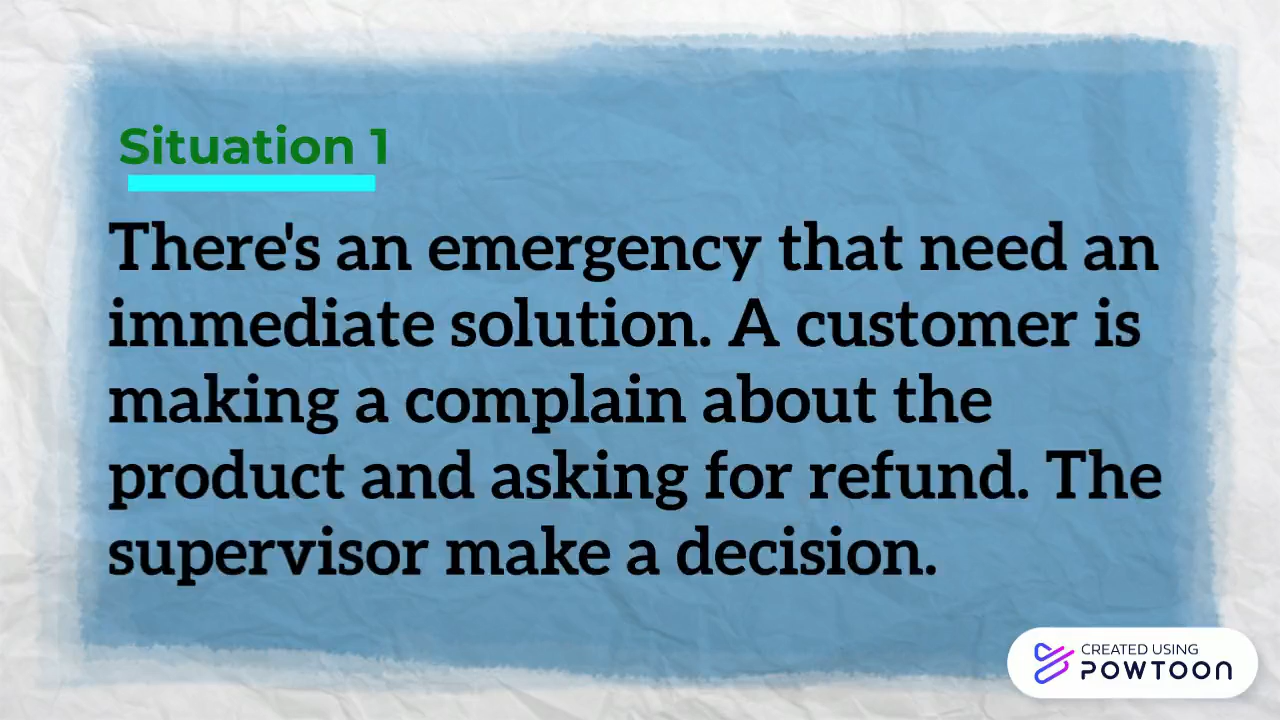 Situation 1
There's an emergency that need an
immediate solution. A customer is
making a complain about the
product and asking for refund. The
supervisor make a decision.
CREATED USING
POWTOON